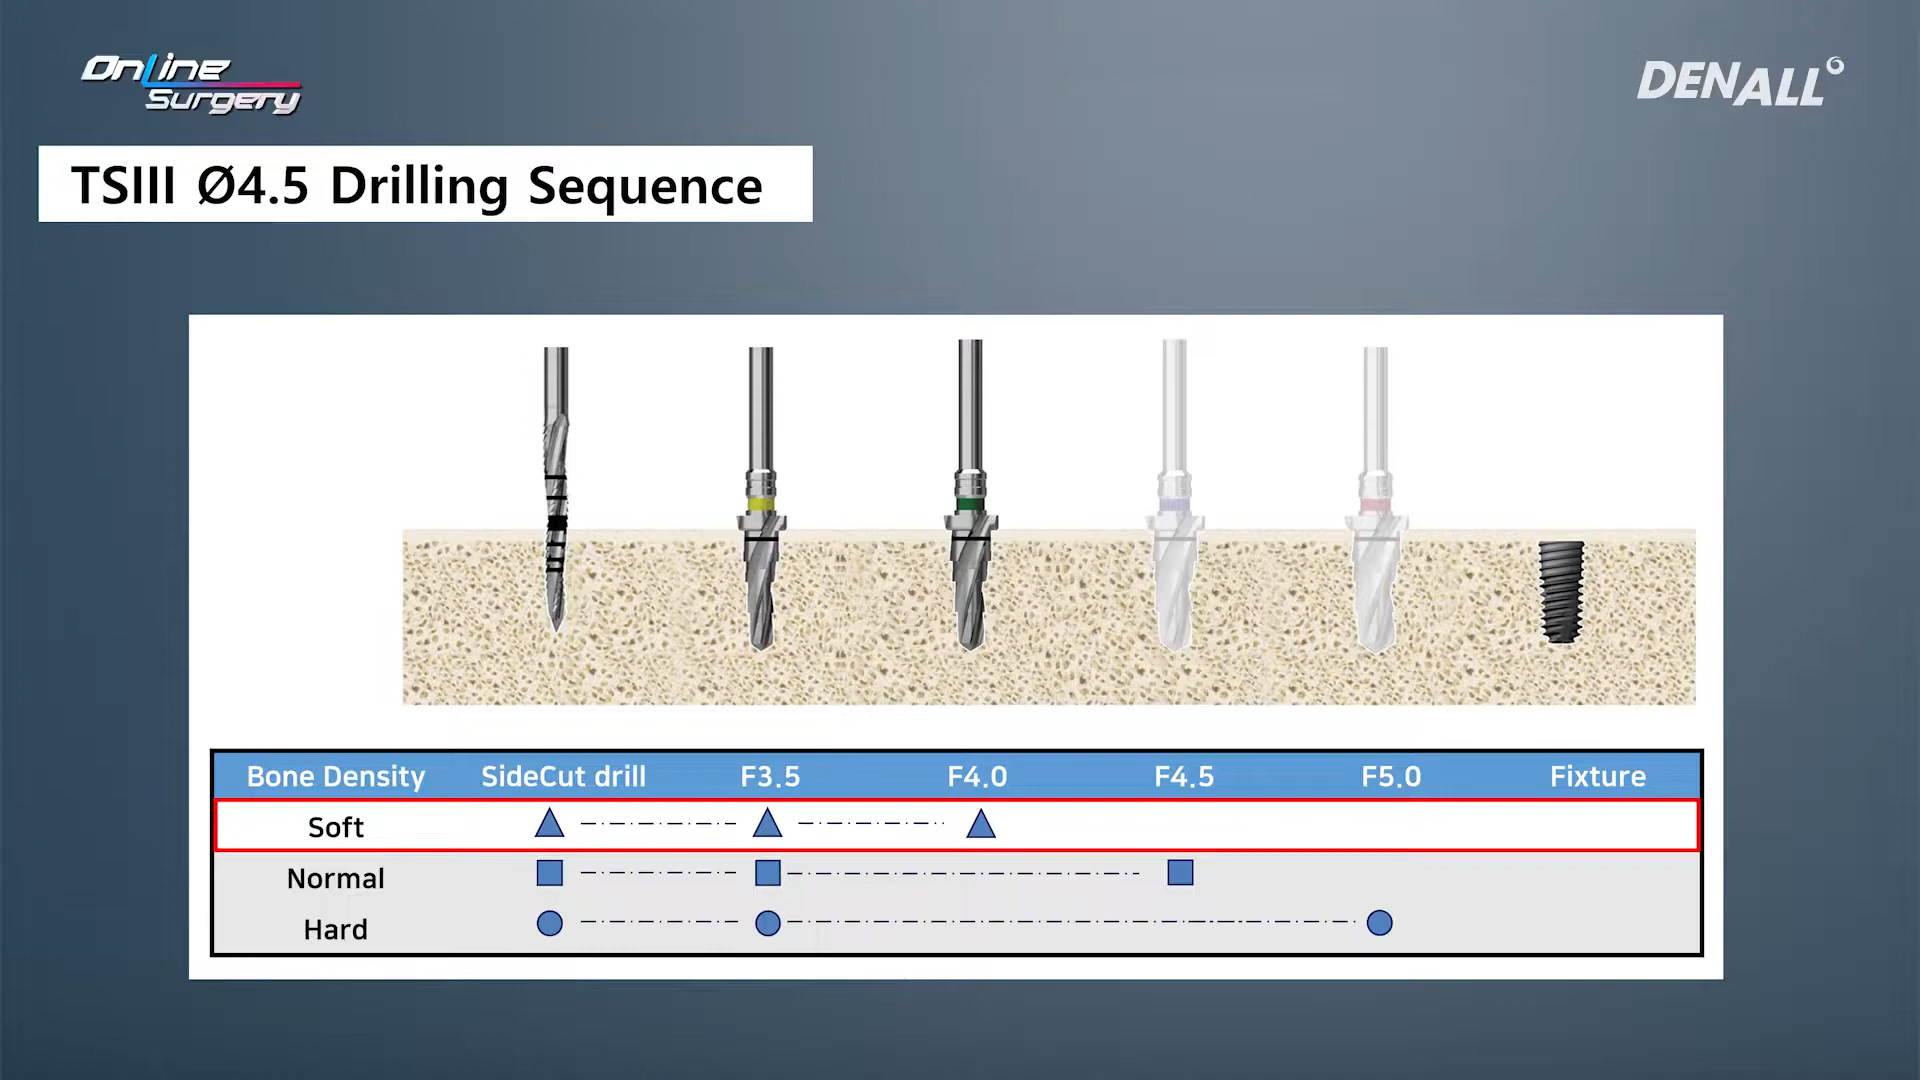 OnLine
Surgery
DENALL
TSIII Ø4.5 Drilling Sequence
Bone Density SideCut drill F3.5 F4.0 F4.5 F5.0 Fixture
Soft
Normal
Hard